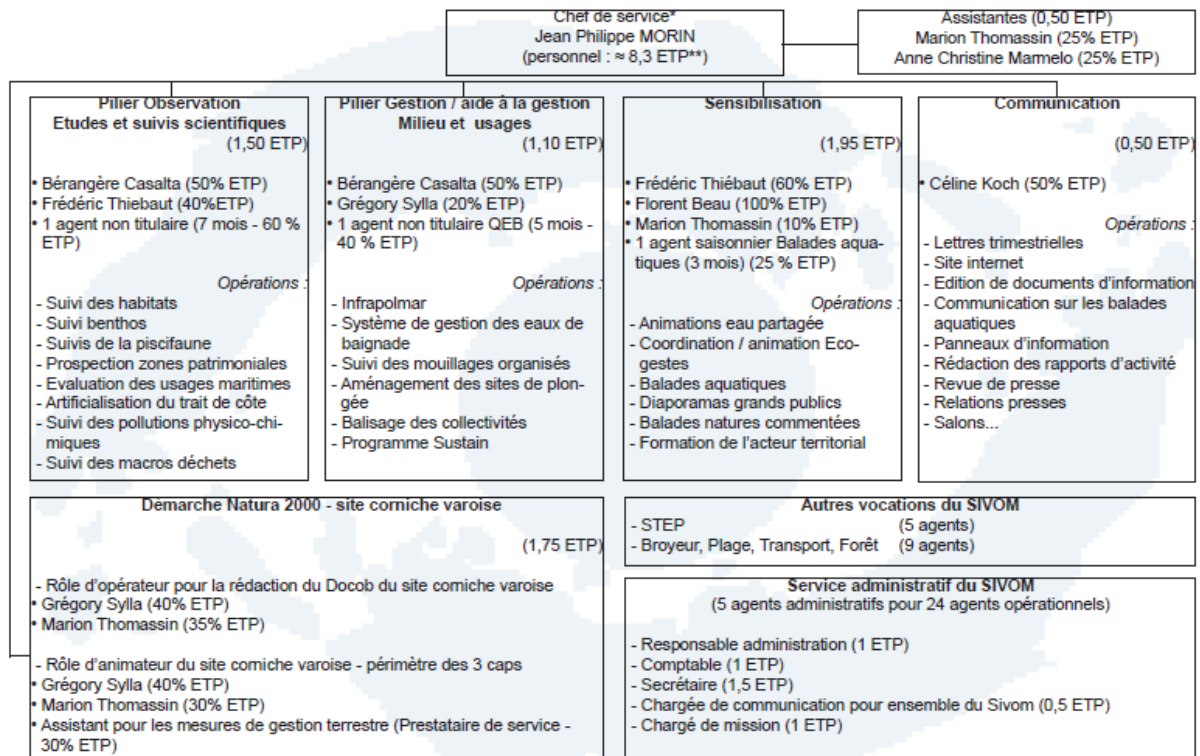 Chef de service*
Jean Philippe MORIN
(personnel : ≈ 8,3 ETP**)
Assistantes (0,50 ETP)
Marion Thomassin (25% ETP)
Anne Christine Marmelo (25% ETP)
Pilier Observation
Etudes et suivis scientifiques
(1,50 ETP)
• Bérangère Casalta (50% ETP)
• Frédéric Thiebaut (40%ETP)
• 1 agent non titulaire (7 mois - 60 %
ETP)
Opérations :
- Suivi des habitats
- Suivi benthos
- Suivis de la piscifaune
- Prospection zones patrimoniales
- Evaluation des usages maritimes
- Artificialisation du trait de côte
- Suivi des pollutions physico-chi-
miques
- Suivi des macros déchets
Pilier Gestion / aide à la gestion
Milieu et usages
(1,10 ETP)
• Bérangère Casalta (50% ETP)
• Grégory Sylla (20% ETP)
• 1 agent non titulaire QEB (5 mois -
40 % ETP)
Opérations :
- Infrapolmar
- Système de gestion des eaux de
baignade
- Suivi des mouillages organisés
- Aménagement des sites de plon-
gée
- Balisage des collectivités
- Programme Sustain
Sensibilisation
(1,95 ETP)
• Frédéric Thiébaut (60% ETP)
• Florent Beau (100% ETP)
• Marion Thomassin (10% ETP)
• 1 agent saisonnier Balades aqua-
tiques (3 mois) (25 % ETP)
Opérations :
- Animations eau partagée
- Coordination / animation Eco-
gestes
- Balades aquatiques
- Diaporamas grands publics
- Balades natures commentées
- Formation de l'acteur territorial
Communication
(0,50 ETP)
• Céline Koch (50% ETP)
Opérations :
- Lettres trimestrielles
- Site internet
- Edition de documents d'information
- Communication sur les balades
aquatiques
- Panneaux d'information
- Rédaction des rapports d'activité
- Revue de presse
- Relations presses
- Salons...
Démarche Natura 2000 - site corniche varoise
(1,75 ETP)
- Rôle d'opérateur pour la rédaction du Docob du site corniche varoise
• Grégory Sylla (40% ETP)
• Marion Thomassin (35% ETP)
- Rôle d'animateur du site corniche varoise - périmètre des 3 caps
• Grégory Sylla (40% ETP)
• Marion Thomassin (30% ETP)
• Assistant pour les mesures de gestion terrestre (Prestataire de service -
30% ETP)
Autres vocations du SIVOM
- STEP (5 agents)
- Broyeur, Plage, Transport, Forêt (9 agents)
Service administratif du SIVOM
(5 agents administratifs pour 24 agents opérationnels)
- Responsable administration (1 ETP)
- Comptable (1 ETP)
- Secrétaire (1,5 ETP)
- Chargée de communication pour ensemble du Sivom (0,5 ETP)
- Chargé de mission (1 ETP)